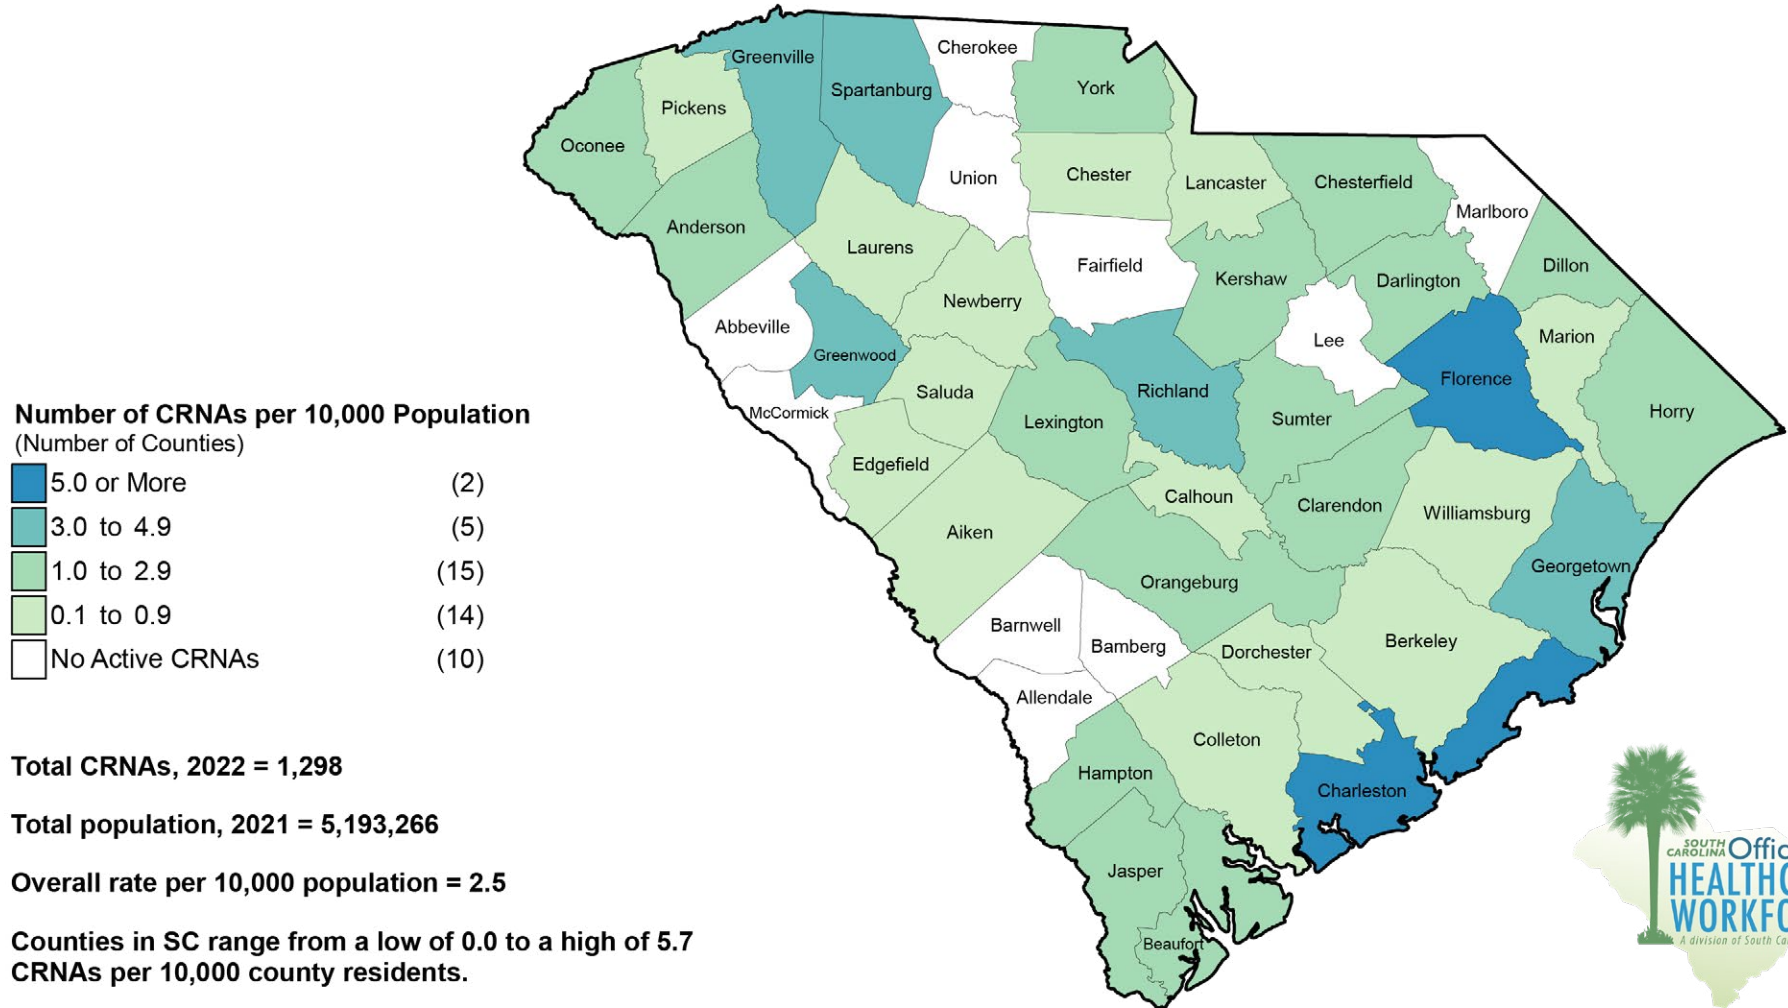 Cherokee
Greenville
York
Spartanburg
Pickens
Oconee
Union
Chester
Lancaster
Chesterfield
Marlboro
Anderson
Laurens
Fairfield
Dillon
Kershaw
Darlington
Newberry
Abbeville
Marion
Lee
Greenwood
Florence
Richland
Saluda
McCormick
Horry
Lexington
Sumter
Edgefield
Calhoun
Clarendon
Williamsburg
Aiken
Georgetown
Orangeburg
Barnwell
Berkeley
Bamberg
Dorchester
Allendale
Colleton
Hampton
Charleston
Jasper
Beaufort
Number of CRNAs per 10,000 Population
(Number of Counties)
5.0 or More (2)
3.0 to 4.9 (5)
1.0 to 2.9 (15)
0.1 to 0.9 (14)
No Active CRNAs (10)
Total CRNAs, 2022 = 1,298
Total population, 2021 = 5,193,266
Overall rate per 10,000 population = 2.5
Counties in SC range from a low of 0.0 to a high of 5.7
CRNAs per 10,000 county residents.
SOUTH
CAROLINA
A division of South